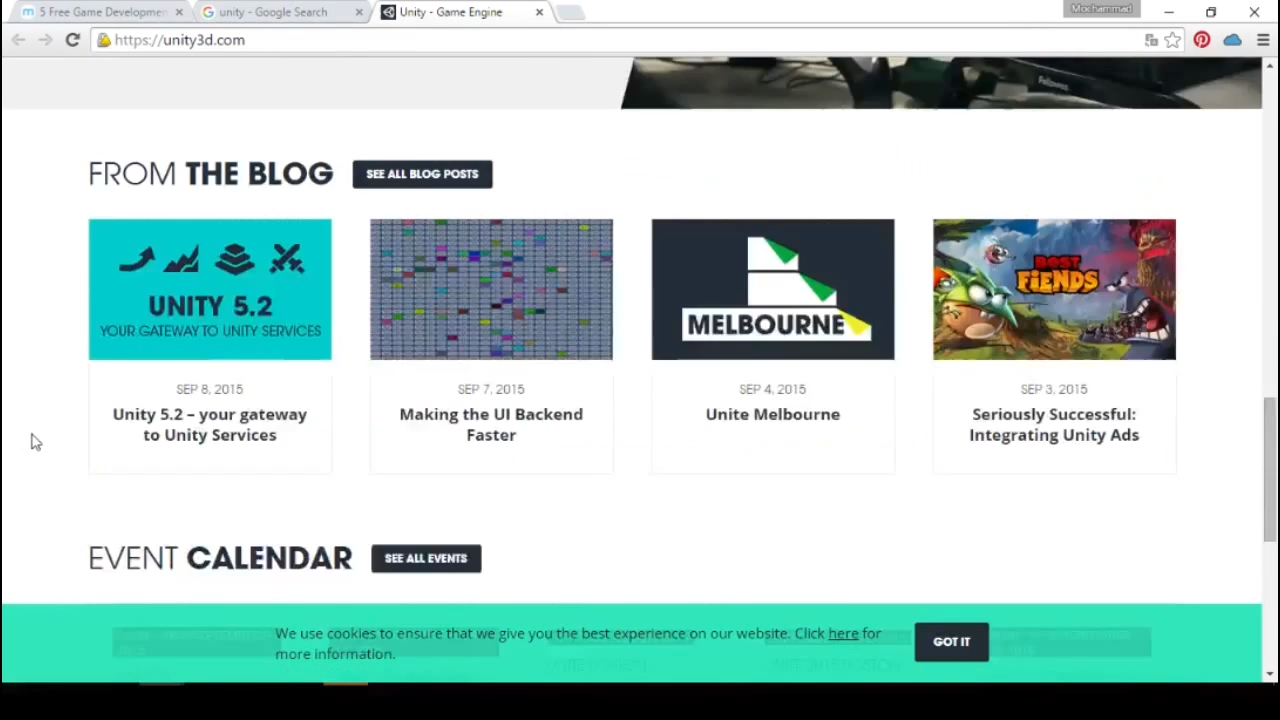 5 Free Game Developmen
unity - Google Search
Unity - Game Engine
Mochammad
https://unity3d.com
Fellowes
FROM THE BLOG
SEE ALL BLOG POSTS
UNITY 5.2
YOUR GATEWAY TO UNITY SERVICES
MELBOURNE
BEST
FIENDS
SEP 8, 2015
Unity 5.2 – your gateway
to Unity Services
SEP 7, 2015
Making the UI Backend
Faster
SEP 4, 2015
Unite Melbourne
SEP 3, 2015
Seriously Successful:
Integrating Unity Ads
EVENT CALENDAR
SEE ALL EVENTS
We use cookies to ensure that we give you the best experience on our website. Click here for
more information.
GOT IT